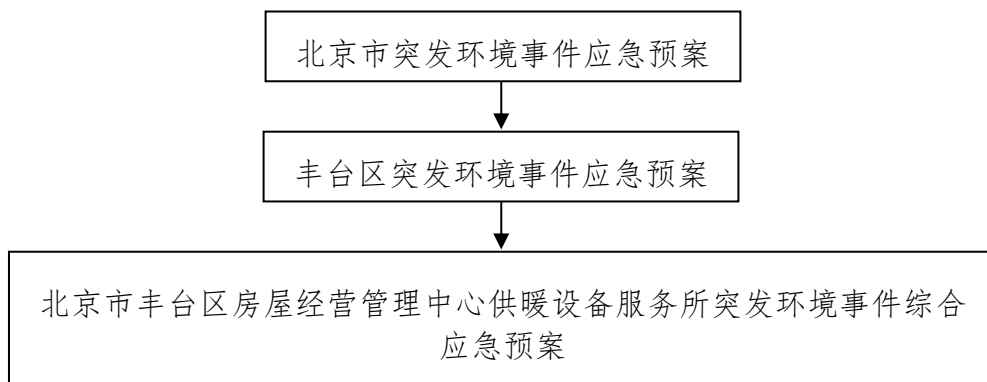 北京市突发环境事件应急预案
丰台区突发环境事件应急预案
北京市丰台区房屋经营管理中心供暖设备服务所突发环境事件综合
应急预案